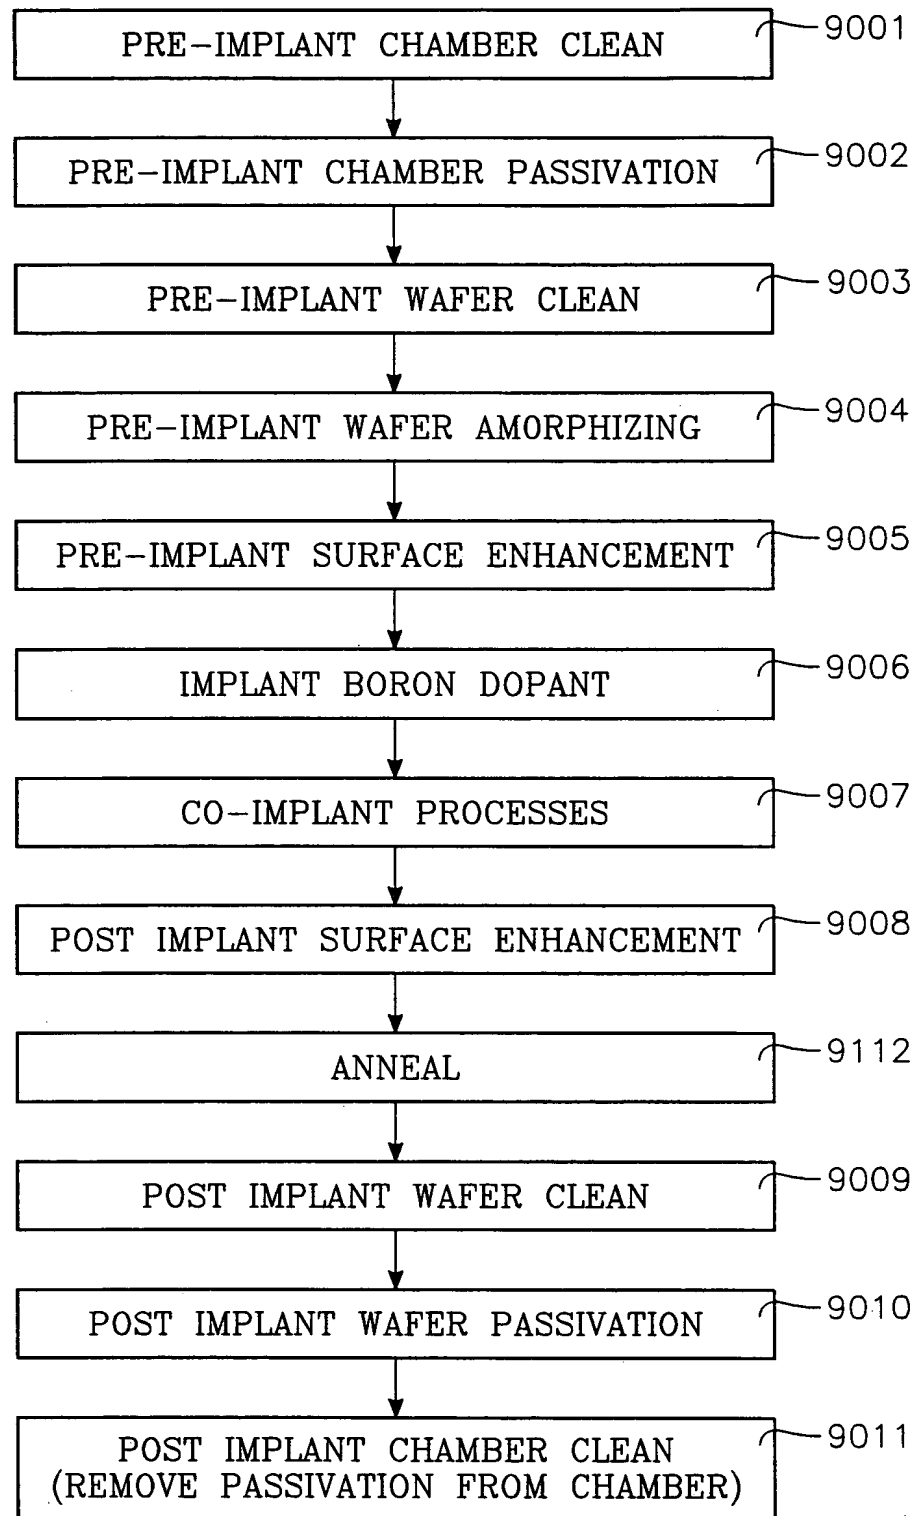 PRE-IMPLANT CHAMBER CLEAN 9001
PRE-IMPLANT CHAMBER PASSIVATION 9002
PRE-IMPLANT WAFER CLEAN 9003
PRE-IMPLANT WAFER AMORPHIZING 9004
PRE-IMPLANT SURFACE ENHANCEMENT 9005
IMPLANT BORON DOPANT 9006
CO-IMPLANT PROCESSES 9007
POST IMPLANT SURFACE ENHANCEMENT 9008
ANNEAL 9112
POST IMPLANT WAFER CLEAN 9009
POST IMPLANT WAFER PASSIVATION 9010
POST IMPLANT CHAMBER CLEAN 9011
(REMOVE PASSIVATION FROM CHAMBER)